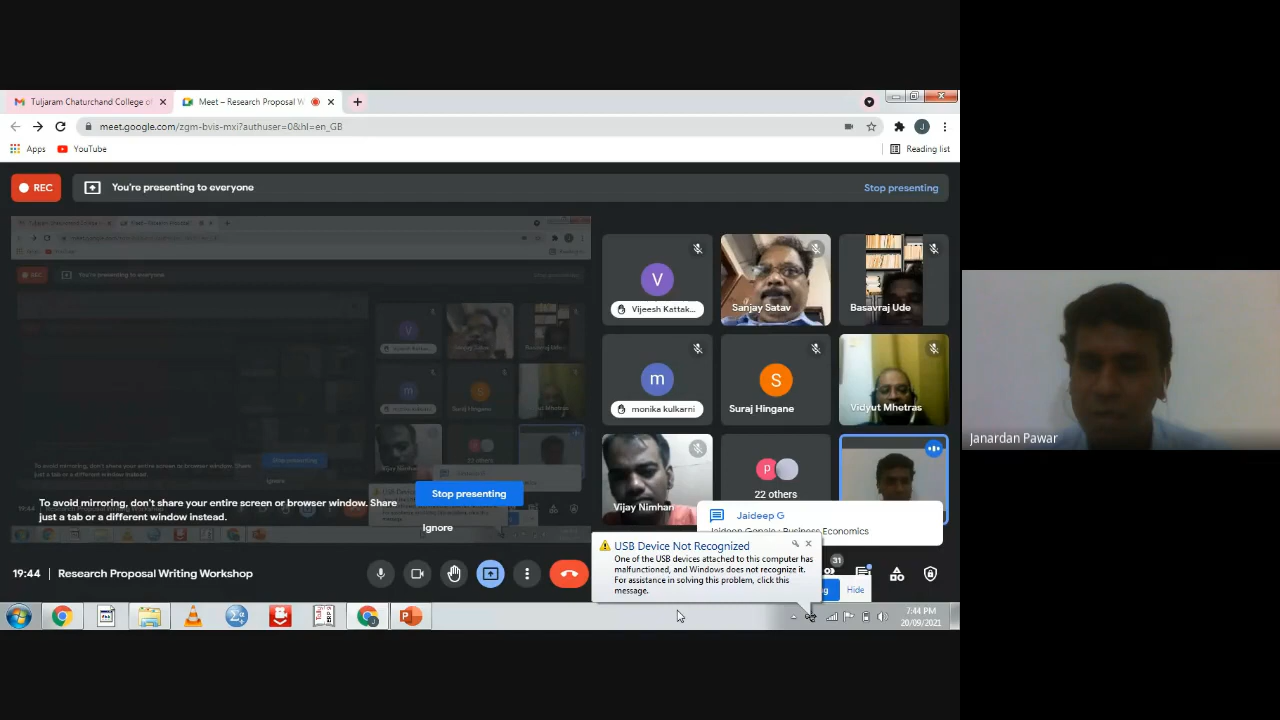 Tuljaram Chaturchand College of
Meet – Research Proposal W
meet.google.com/zgm-bvis-mxi?authuser=0&hl=en_GB
Apps
YouTube
Reading list
REC
You're presenting to everyone
Stop presenting
V
Vijeesh Kattak...
Sanjay Satav
Basavraj Ude
m
monika kulkarni
S
Suraj Hingane
Vidyut Mhetras
Vijay Nimhan
P
22 others
Janardan Pawar
To avoid mirroring, don't share your entire screen or browser window. Share
just a tab or a different window instead.
Stop presenting
Ignore
Jaideep G
Jaideep Gopale : Business Economics
USB Device Not Recognized
One of the USB devices attached to this computer has
malfunctioned, and Windows does not recognize it.
For assistance in solving this problem, click this
message.
31
Hide
19:44
Research Proposal Writing Workshop
7:44 PM
20/09/2021